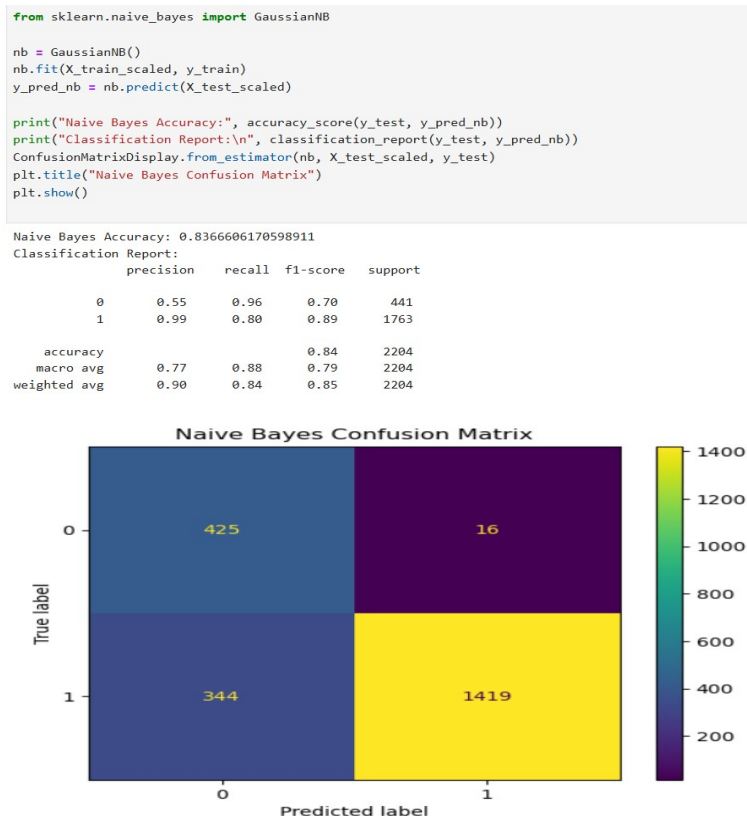 from sklearn.naive_bayes import GaussianNB
nb = GaussianNB()
nb.fit(X_train_scaled, y_train)
y_pred_nb = nb.predict(X_test_scaled)
print("Naive Bayes Accuracy:", accuracy_score(y_test, y_pred_nb))
print("Classification Report:\n", classification_report(y_test, y_pred_nb))
ConfusionMatrixDisplay.from_estimator(nb, X_test_scaled, y_test)
plt.title("Naive Bayes Confusion Matrix")
plt.show()
Naive Bayes Accuracy: 0.8366606170598911
Classification Report:
precision recall f1-score support
0 0.55 0.96 0.70 441
1 0.99 0.80 0.89 1763
accuracy 0.84 2204
macro avg 0.77 0.88 0.79 2204
weighted avg 0.90 0.84 0.85 2204
Naive Bayes Confusion Matrix
1400
1200
0 425 16
1000
800
True label
600
1 344 1419
400
200
0 1
Predicted label